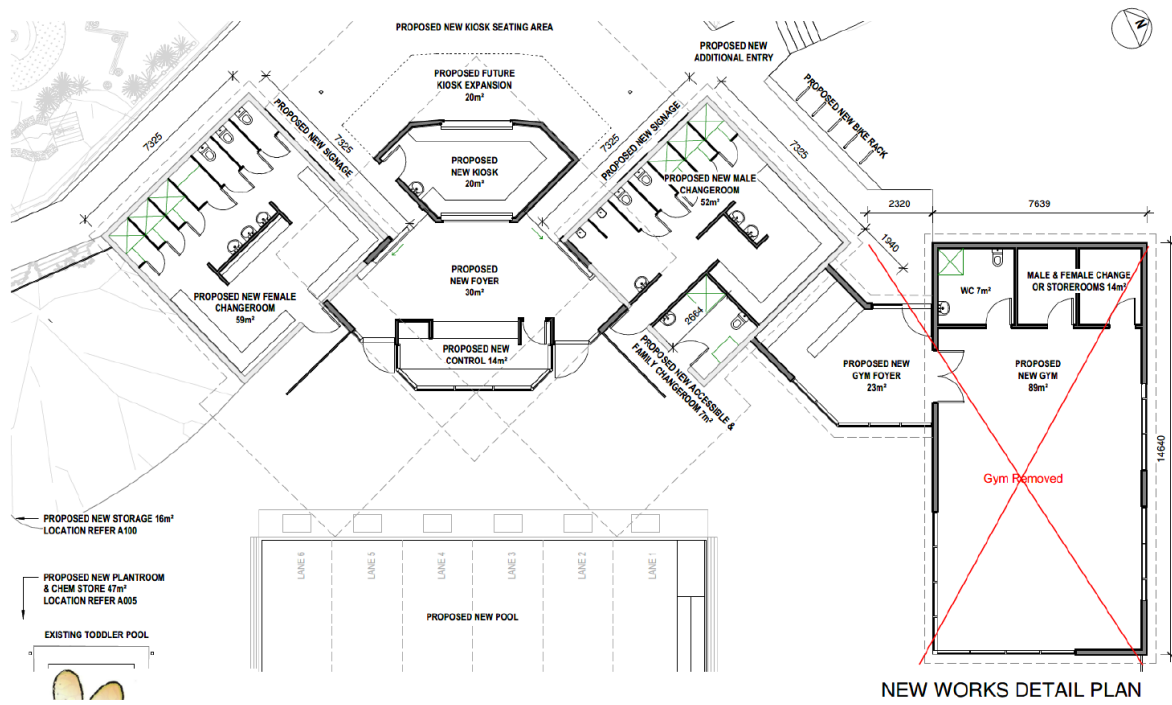 PROPOSED NEW KIOSK SEATING AREA
N
PROPOSED NEW
ADDITIONAL ENTRY
PROPOSED FUTURE
KIOSK EXPANSION
20m²
PROPOSED NEW SIGNAGE
PROPOSED NEW SIGNAGE
PROPOSED NEW BIKE RACK
7325
7325
7325
7325
PROPOSED
NEW KIOSK
20m²
PROPOSED NEW MALE
CHANGEROOM
52m²
2320
7639
1940
PROPOSED
NEW FOYER
30m²
PROPOSED NEW FEMALE
CHANGEROOM
59m²
WC 7m²
MALE & FEMALE CHANGE
OR STOREROOMS 14m²
2664
PROPOSED NEW
CONTROL 14m²
PROPOSED NEW ACCESSIBLE &
FAMILY CHANGEROOM 7m²
PROPOSED NEW
GYM FOYER
23m²
PROPOSED
NEW GYM
89m²
14640
Gym Removed
PROPOSED NEW STORAGE 16m²
LOCATION REFER A100
LANE 6
LANE 5
LANE 4
LANE 3
LANE 2
LANE 1
PROPOSED NEW PLANTROOM
& CHEM STORE 47m²
LOCATION REFER A005
PROPOSED NEW POOL
EXISTING TODDLER POOL
NEW WORKS DETAIL PLAN